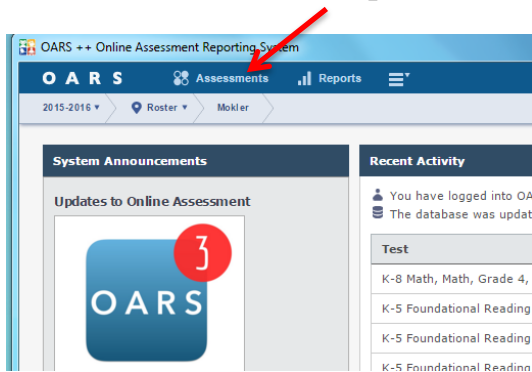 OARS ++ Online Assessment Reporting System
OARS Assessments Reports
2015-2016 Roster Mokler
System Announcements
Updates to Online Assessment
3
OARS
Recent Activity
You have logged into OA
The database was updat
Test
K-8 Math, Math, Grade 4,
K-5 Foundational Reading
K-5 Foundational Reading
K-5 Foundational Reading